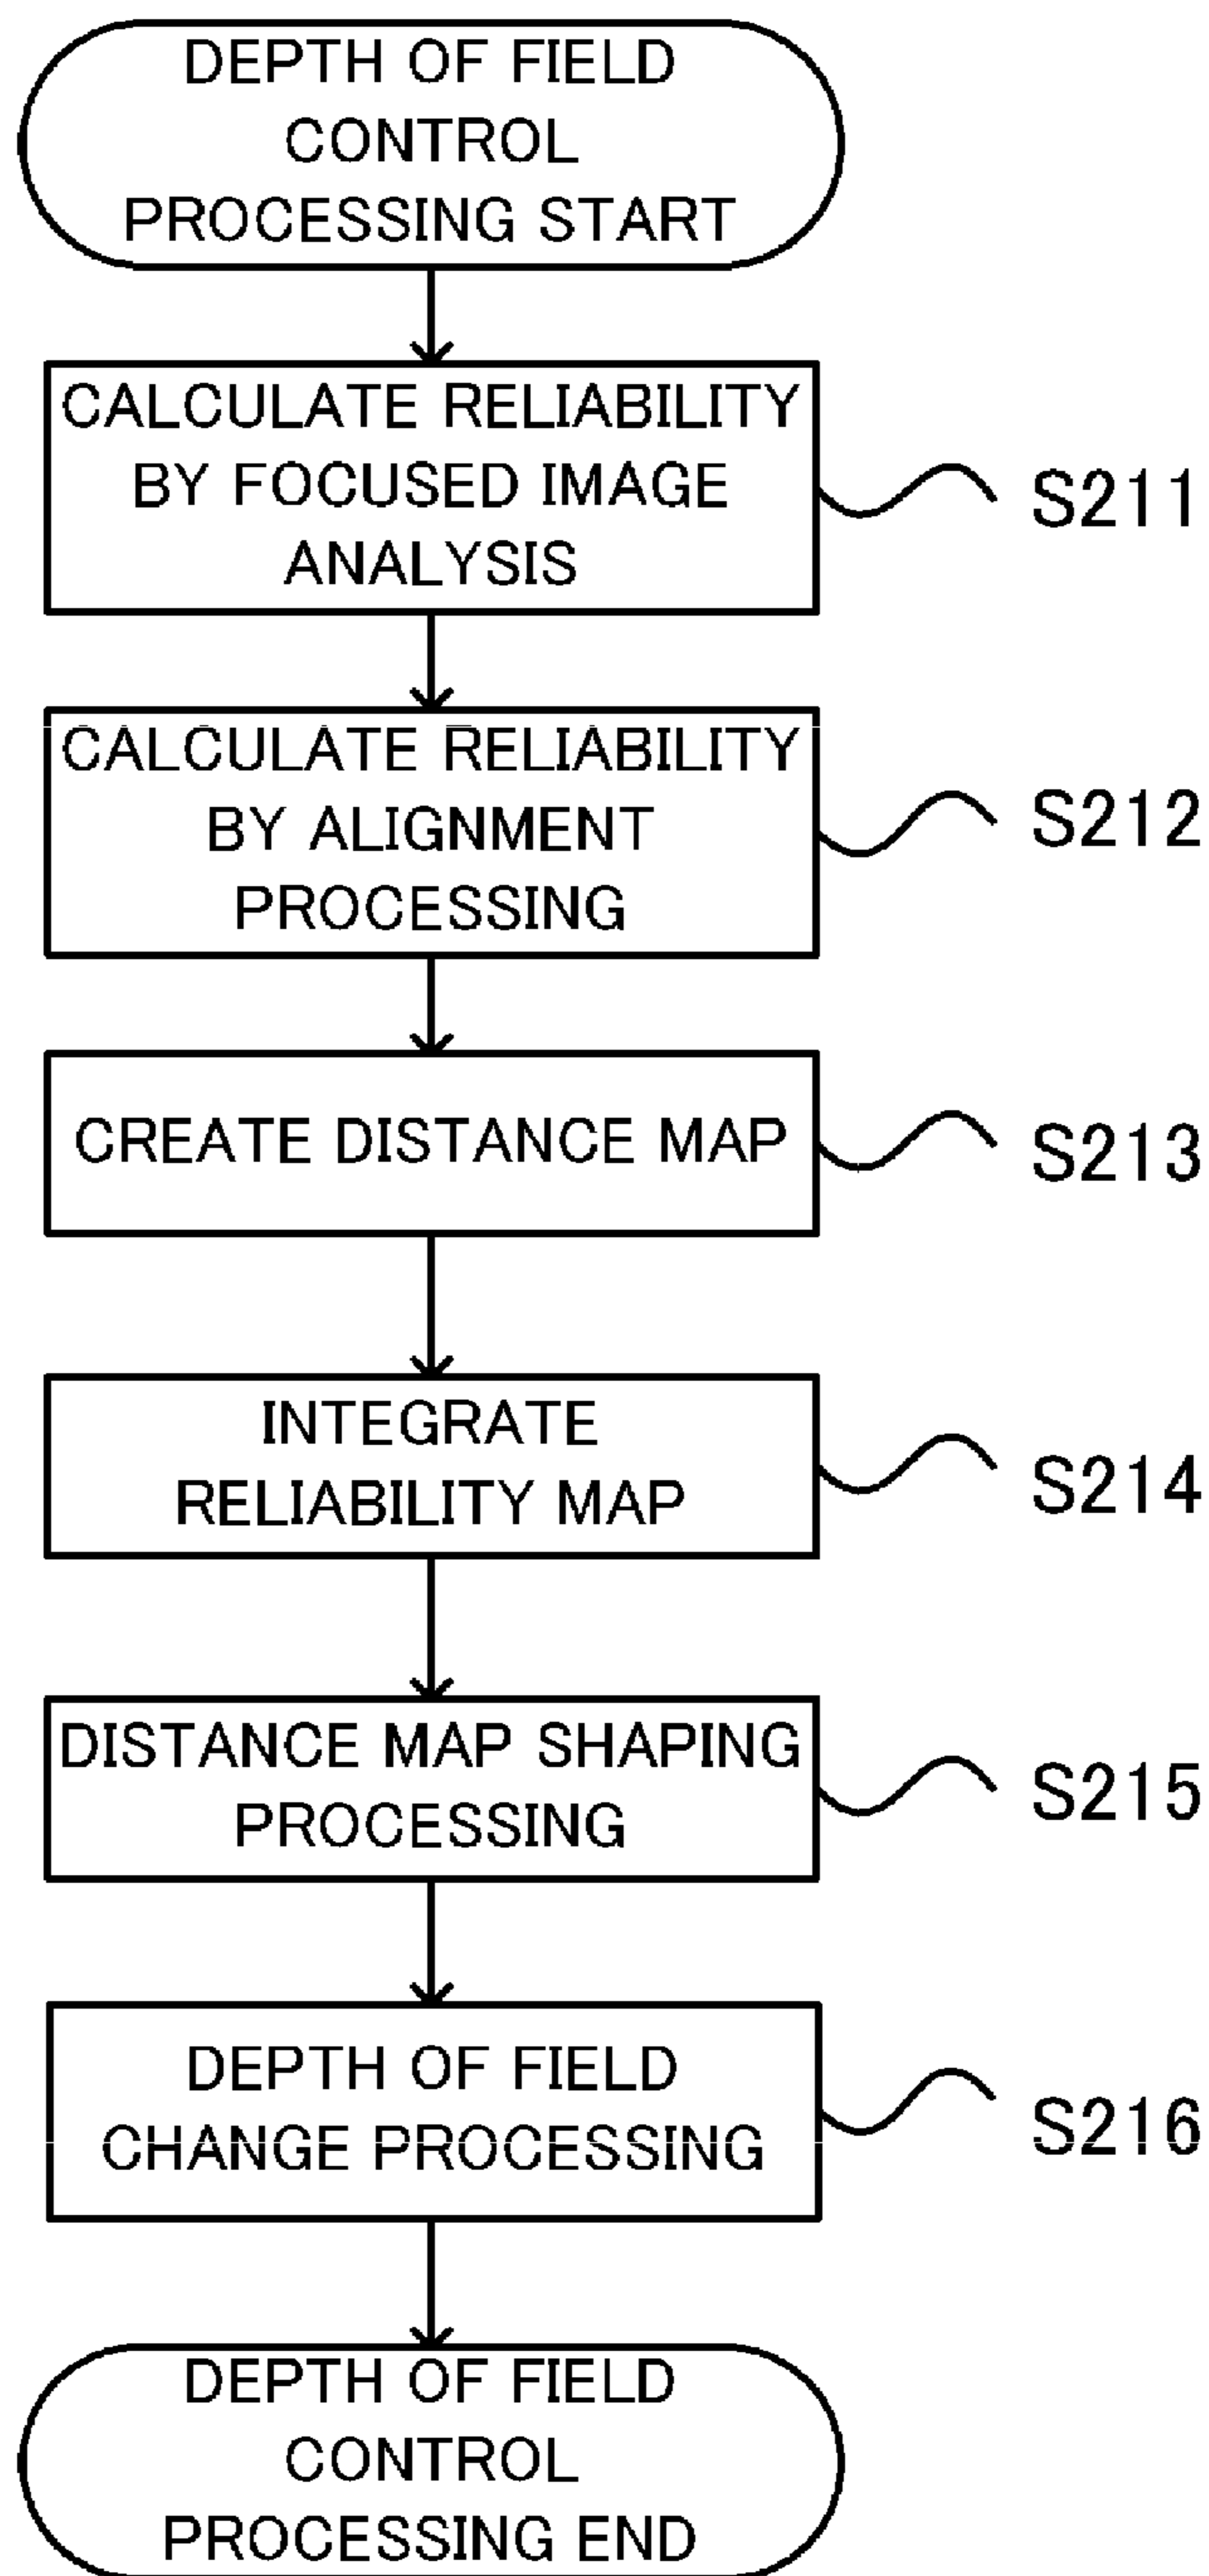 DEPTH OF FIELD
CONTROL
PROCESSING START
CALCULATE RELIABILITY
BY FOCUSED IMAGE
ANALYSIS
S211
CALCULATE RELIABILITY
BY ALIGNMENT
PROCESSING
S212
CREATE DISTANCE MAP
S213
INTEGRATE
RELIABILITY MAP
S214
DISTANCE MAP SHAPING
PROCESSING
S215
DEPTH OF FIELD
CHANGE PROCESSING
S216
DEPTH OF FIELD
CONTROL
PROCESSING END